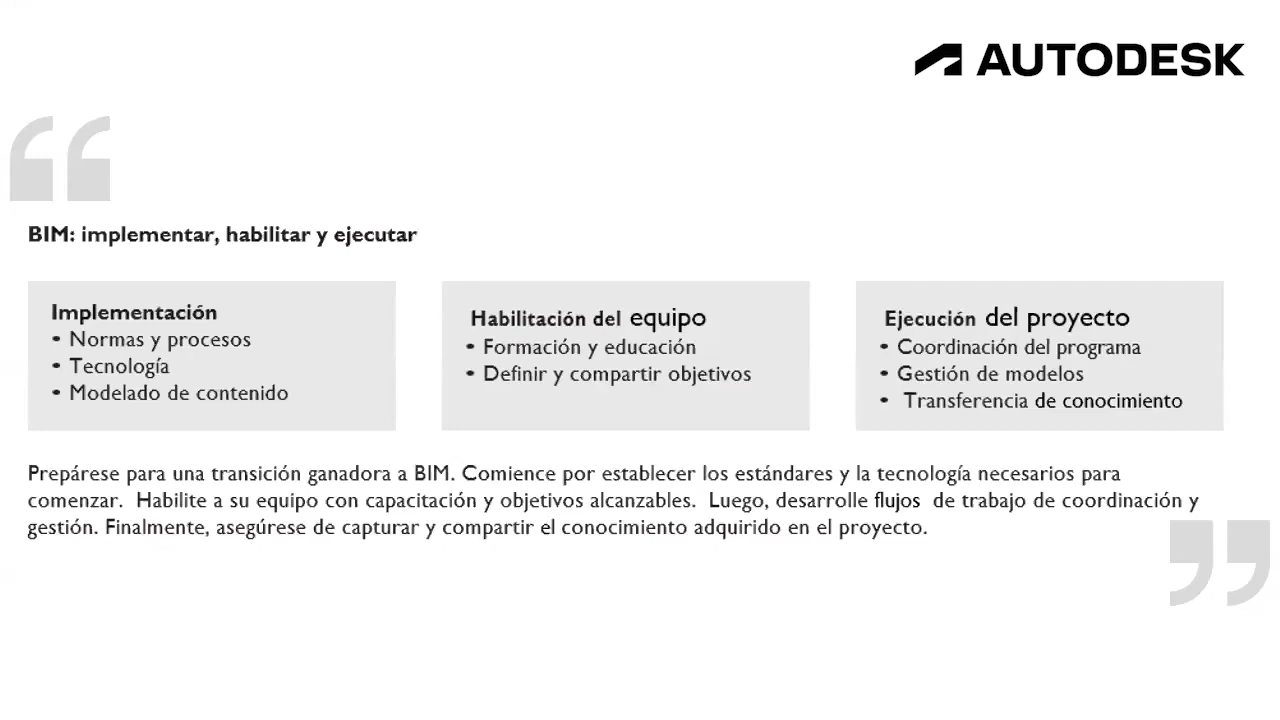 AUTODESK
BIM: implementar, habilitar y ejecutar
Implementación
• Normas y procesos
• Tecnología
• Modelado de contenido
Habilitación del equipo
• Formación y educación
• Definir y compartir objetivos
Ejecución del proyecto
• Coordinación del programa
• Gestión de modelos
• Transferencia de conocimiento
Prepárese para una transición ganadora a BIM. Comience por establecer los estándares y la tecnología necesarios para
comenzar. Habilite a su equipo con capacitación y objetivos alcanzables. Luego, desarrolle flujos de trabajo de coordinación y
gestión. Finalmente, asegúrese de capturar y compartir el conocimiento adquirido en el proyecto.